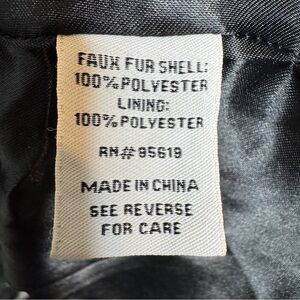 FAUX FUR SHELL:
100% POLYESTER
LINING:
100% POLYESTER
RN# 95619
MADE IN CHINA
SEE REVERSE
FOR CARE